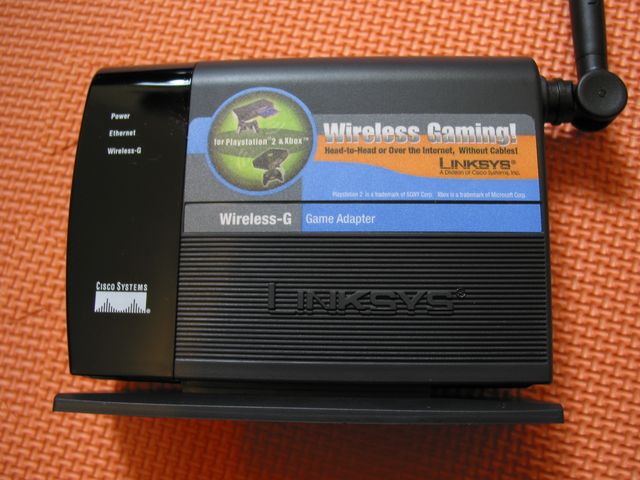 Power
Ethernet
Wireless-G
for Playstation® 2 & Xbox™
Wireless Gaming!
Head-to-Head or Over the Internet, Without Cables!
LINKSYS®
A Division of Cisco Systems, Inc.
Playstation 2 is a trademark of SONY Corp. Xbox is a trademark of Microsoft Corp.
Wireless-G Game Adapter
CISCO SYSTEMS
LINKSYS®